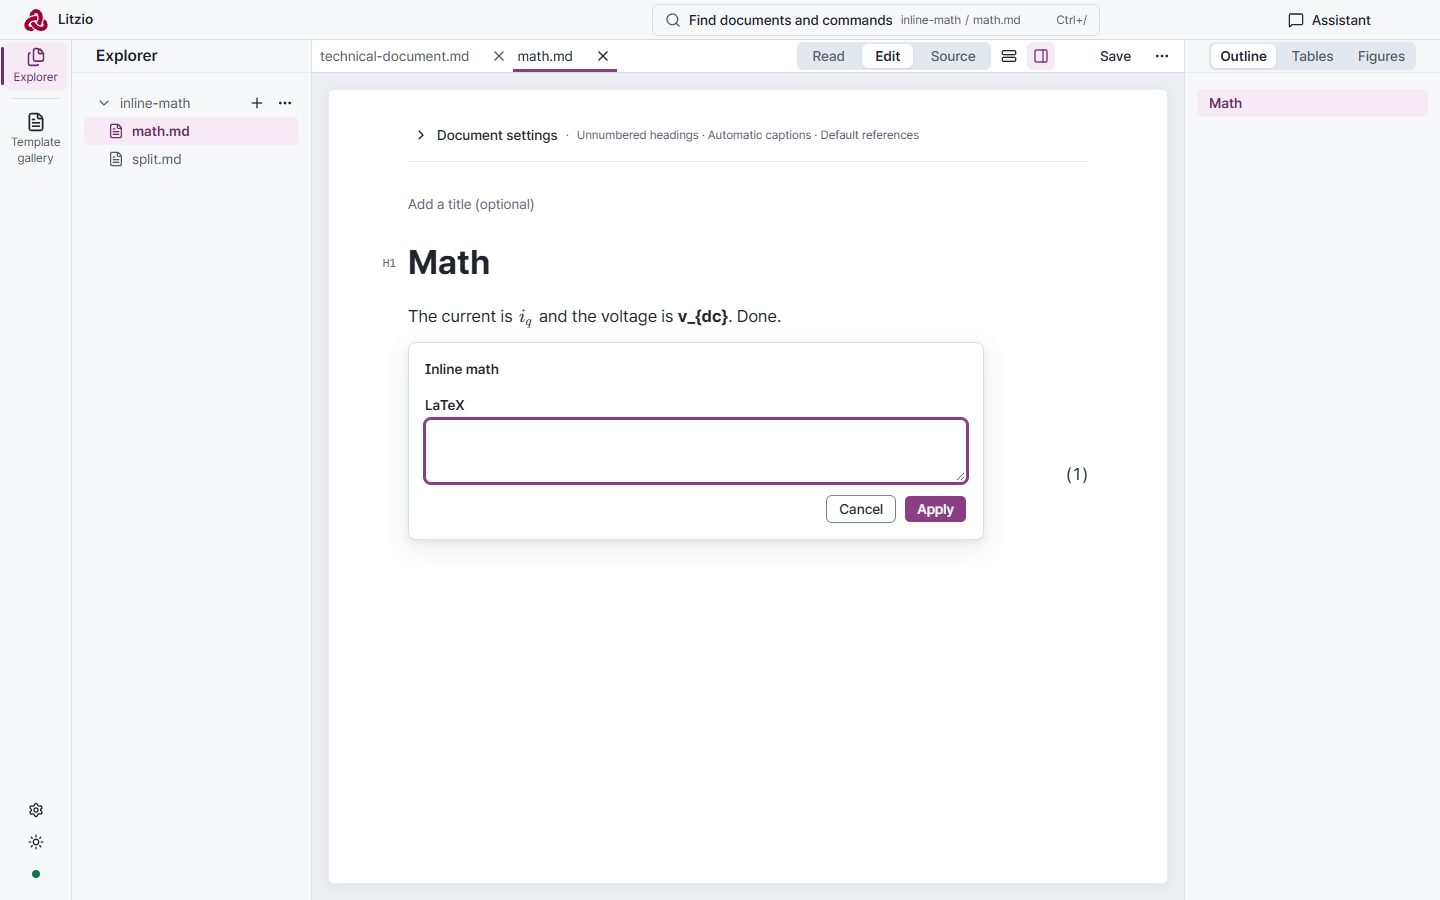 Litzio
Find documents and commands inline-math / math.md Ctrl+/
Assistant
Explorer
Template
gallery
Explorer
inline-math
math.md
split.md
technical-document.md
math.md
Read Edit Source
Save
Outline Tables Figures
Math
Document settings · Unnumbered headings · Automatic captions · Default references
Add a title (optional)
H1 Math
The current is i_q and the voltage is v_{dc}. Done.
Inline math
LaTeX
(1)
Cancel Apply